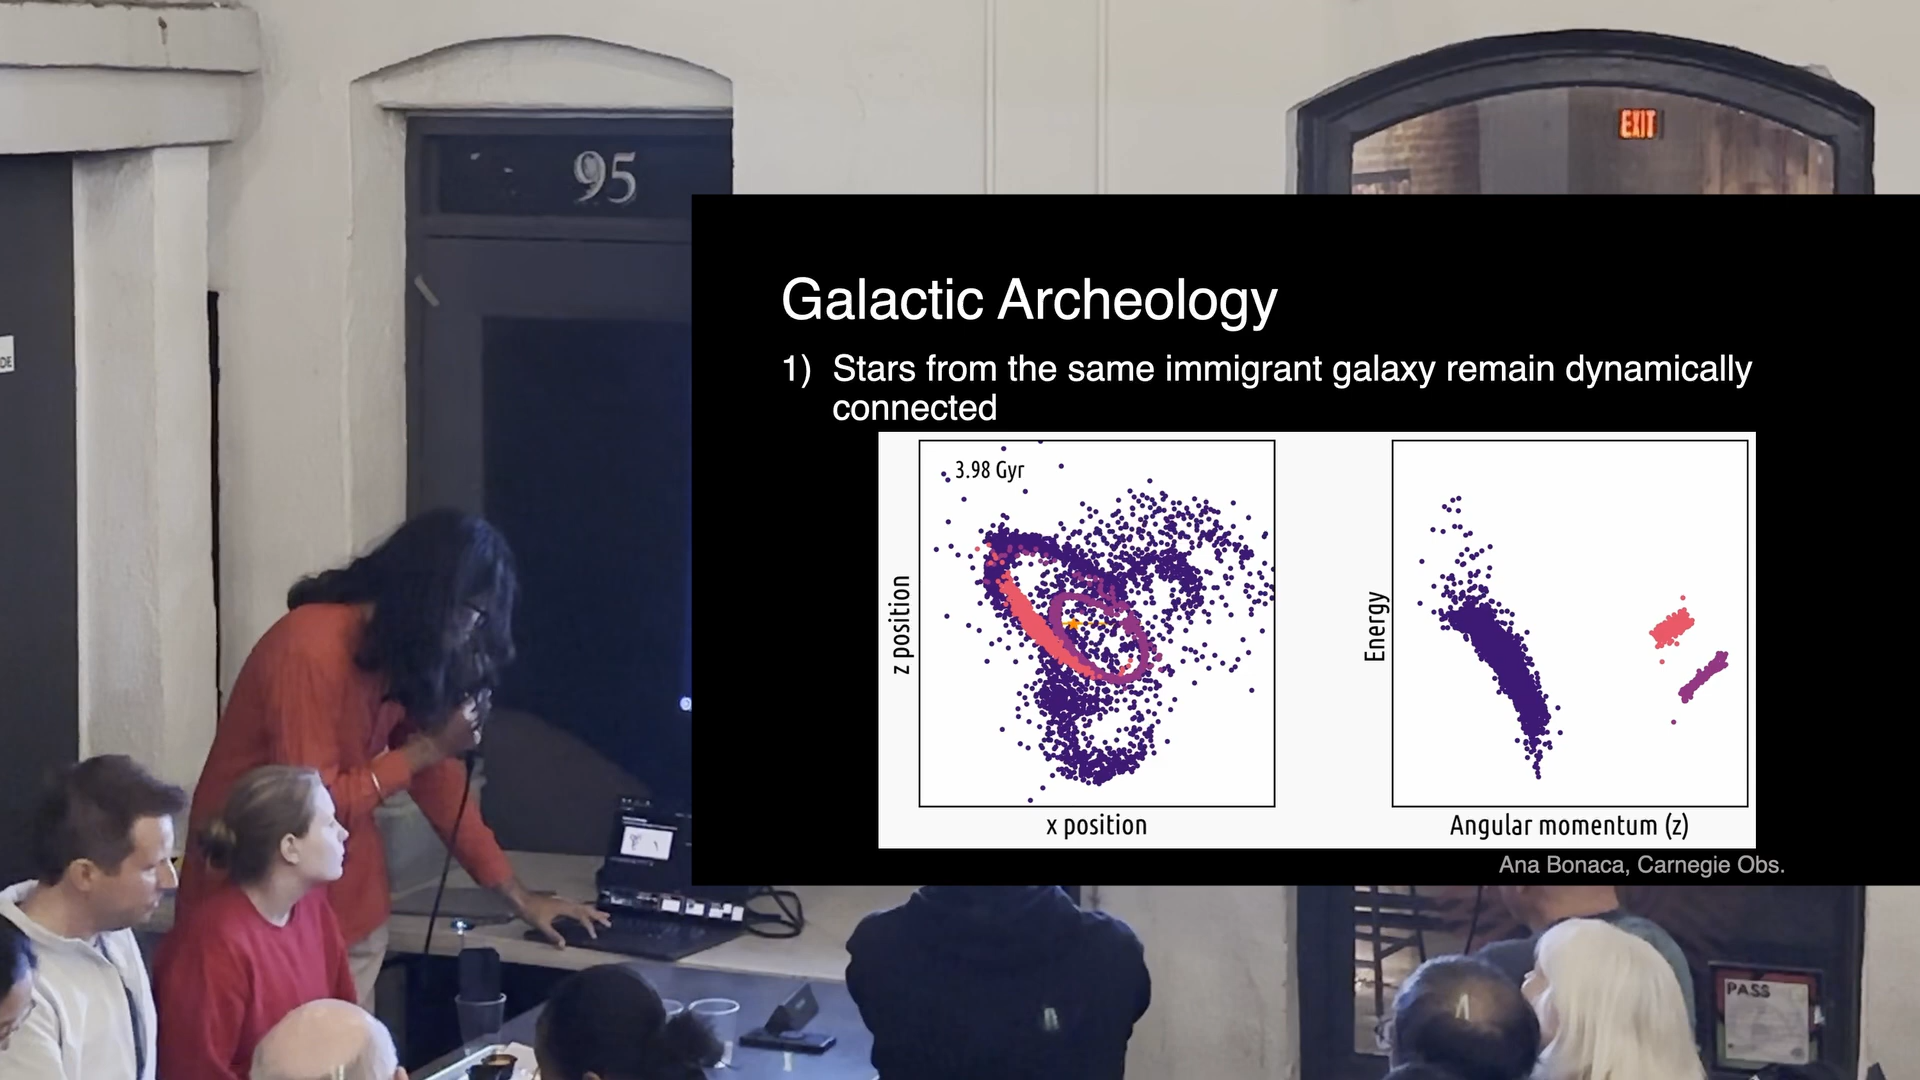 95
EXIT
DE
Galactic Archeology
1) Stars from the same immigrant galaxy remain dynamically
connected
3.98 Gyr
z position
x position
Energy
Angular momentum (z)
Ana Bonaca, Carnegie Obs.
PASS